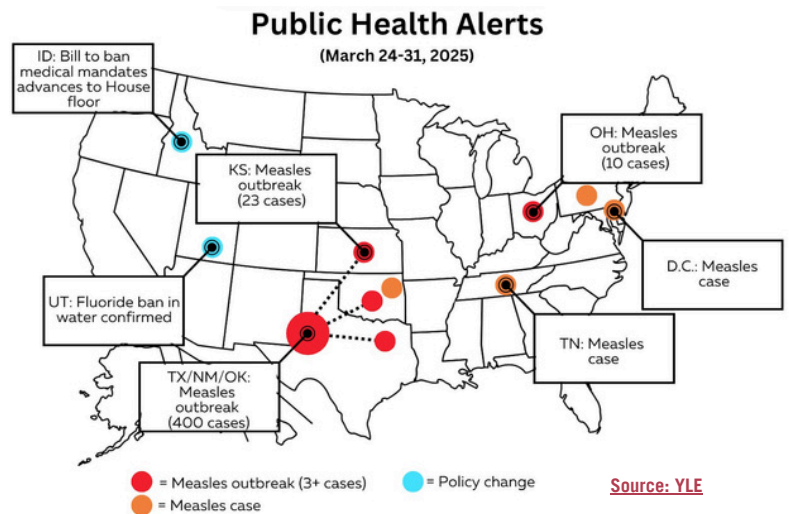 Public Health Alerts
(March 24-31, 2025)
ID: Bill to ban
medical mandates
advances to House
floor
OH: Measles
outbreak
(10 cases)
KS: Measles
outbreak
(23 cases)
D.C.: Measles
case
UT: Fluoride ban in
water confirmed
TN: Measles
case
TX/NM/OK:
Measles
outbreak
(400 cases)
= Measles outbreak (3+ cases)
= Policy change
= Measles case
Source: YLE